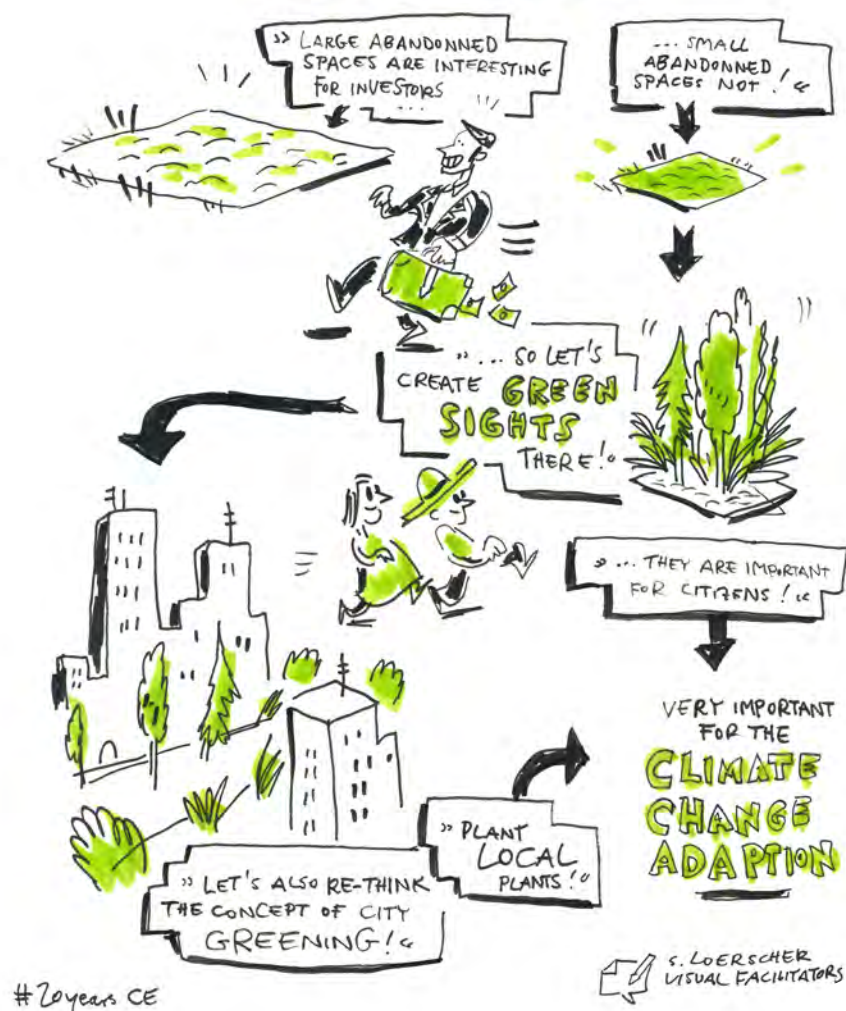 » LARGE ABANDONNED
SPACES ARE INTERESTING
FOR INVESTORS
...
... SMALL
ABANDONNED
SPACES NOT! «
» ... SO LET'S
CREATE GREEN
SIGHTS
THERE! «
» ... THEY ARE IMPORTANT
FOR CITIZENS! «
VERY IMPORTANT
FOR THE
CLIMATE
CHANGE
ADAPTION
» PLANT
LOCAL
PLANTS! «
» LET'S ALSO RE-THINK
THE CONCEPT OF CITY
GREENING! «
S. LOERSCHER
VISUAL FACILITATORS
# 20years CE